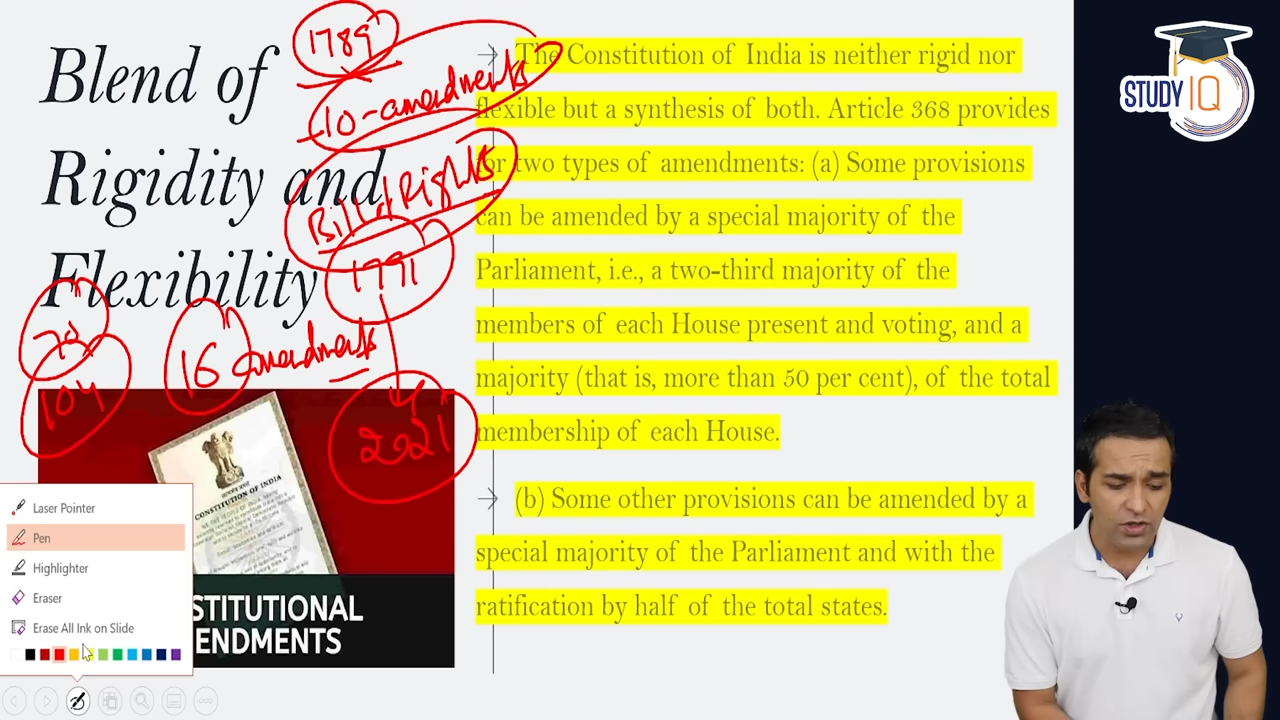 Blend of
Rigidity and
Flexibility
1789
10-amendments
Bill of Rights
1791
16 amendments
2021
70
104
The Constitution of India is neither rigid nor
flexible but a synthesis of both. Article 368 provides
for two types of amendments: (a) Some provisions
can be amended by a special majority of the
Parliament, i.e., a two-third majority of the
members of each House present and voting, and a
majority (that is, more than 50 per cent), of the total
membership of each House.
(b) Some other provisions can be amended by a
special majority of the Parliament and with the
ratification by half of the total states.
STUDY IQ
CONSTITUTION OF INDIA
STITUTIONAL
ENDMENTS
Laser Pointer
Pen
Highlighter
Eraser
Erase All Ink on Slide